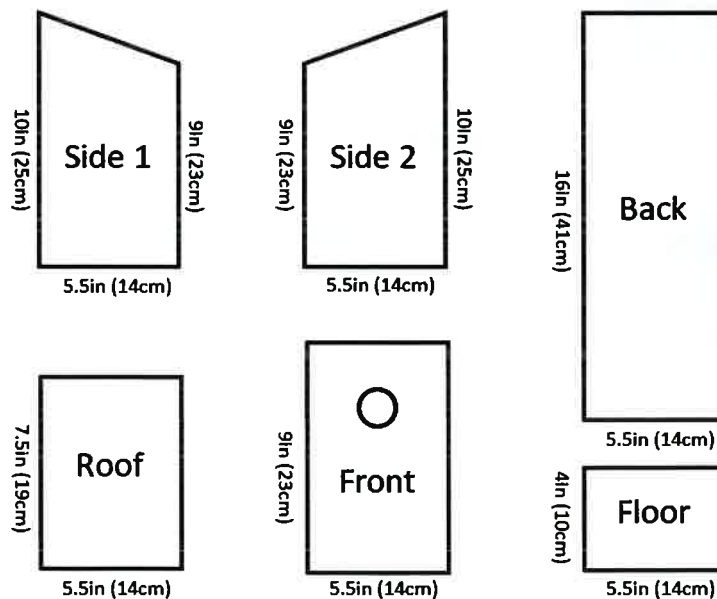 10in (25cm)
Side 1
9in (23cm)
5.5in (14cm)
9in (23cm)
Side 2
10in (25cm)
5.5in (14cm)
16in (41cm)
Back
5.5in (14cm)
7.5in (19cm)
Roof
5.5in (14cm)
9in (23cm)
Front
5.5in (14cm)
4in (10cm)
Floor
5.5in (14cm)